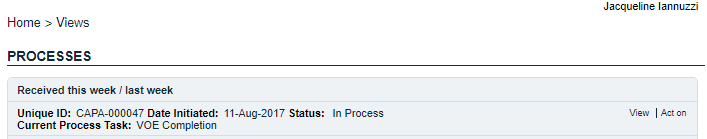 Jacqueline Iannuzzi
Home > Views
PROCESSES
Received this week / last week
Unique ID: CAPA-000047 Date Initiated: 11-Aug-2017 Status: In Process View | Act on
Current Process Task: VOE Completion